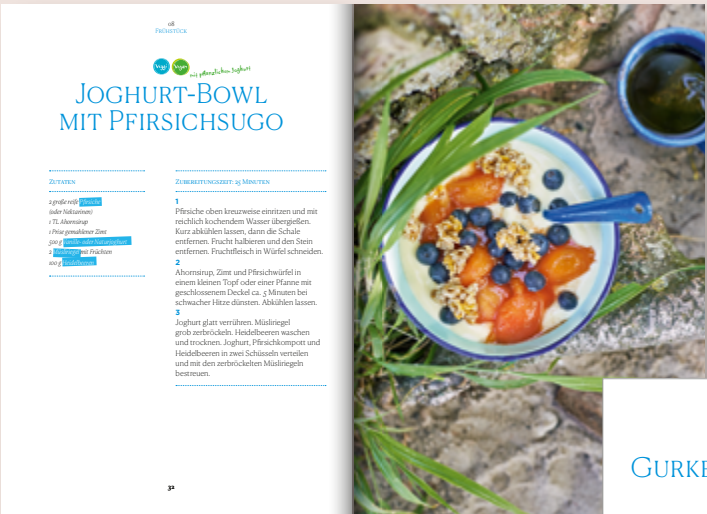 08
Frühstück
Veggi Vegan mit pflanzlichem Joghurt
Joghurt-Bowl
mit Pfirsichsugo
Zutaten
2 große reife Pfirsiche
(oder Nektarinen)
1 TL Ahornsirup
1 Prise gemahlener Zimt
500 g Vanille- oder Naturjoghurt
2 Müsliriegel mit Früchten
100 g Heidelbeeren
Zubereitungszeit: 25 Minuten
1
Pfirsiche oben kreuzweise einritzen und mit
reichlich kochendem Wasser übergießen.
Kurz abkühlen lassen, dann die Schale
entfernen. Frucht halbieren und den Stein
entfernen. Fruchtfleisch in Würfel schneiden.
2
Ahornsirup, Zimt und Pfirsichwürfel in
einem kleinen Topf oder einer Pfanne mit
geschlossenem Deckel ca. 5 Minuten bei
schwacher Hitze dünsten. Abkühlen lassen.
3
Joghurt glatt verrühren. Müsliriegel
grob zerbröckeln. Heidelbeeren waschen
und trocknen. Joghurt, Pfirsichkompott und
Heidelbeeren in zwei Schüsseln verteilen
und mit den zerbröckelten Müsliriegeln
bestreuen.
32
Gurke